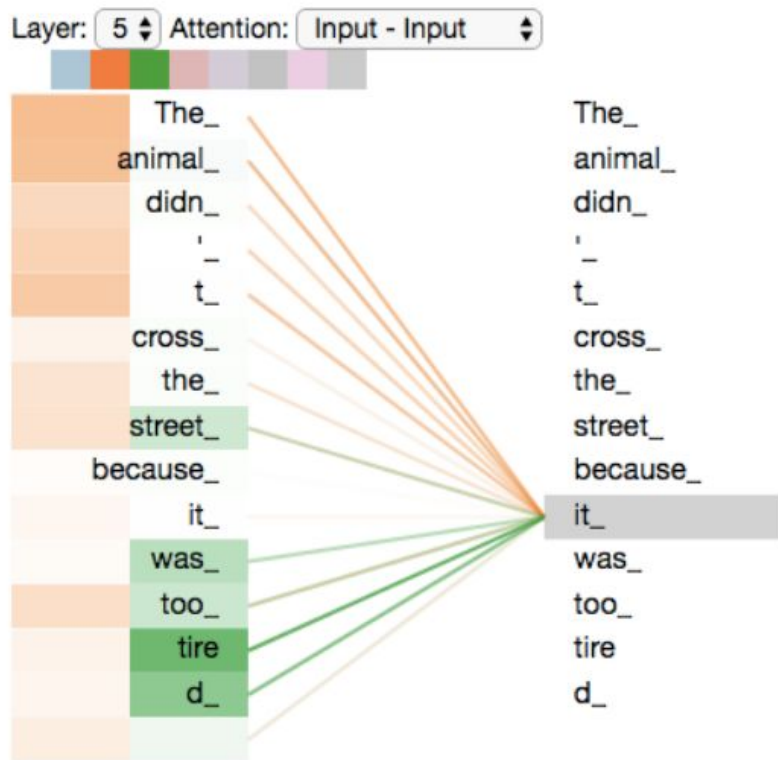 Layer: 5 Attention: Input - Input
The_ The_
animal_ animal_
didn_ didn_
'_ '_
t_ t_
cross_ cross_
the_ the_
street_ street_
because_ because_
it_ it_
was_ was_
too_ too_
tire tire
d_ d_